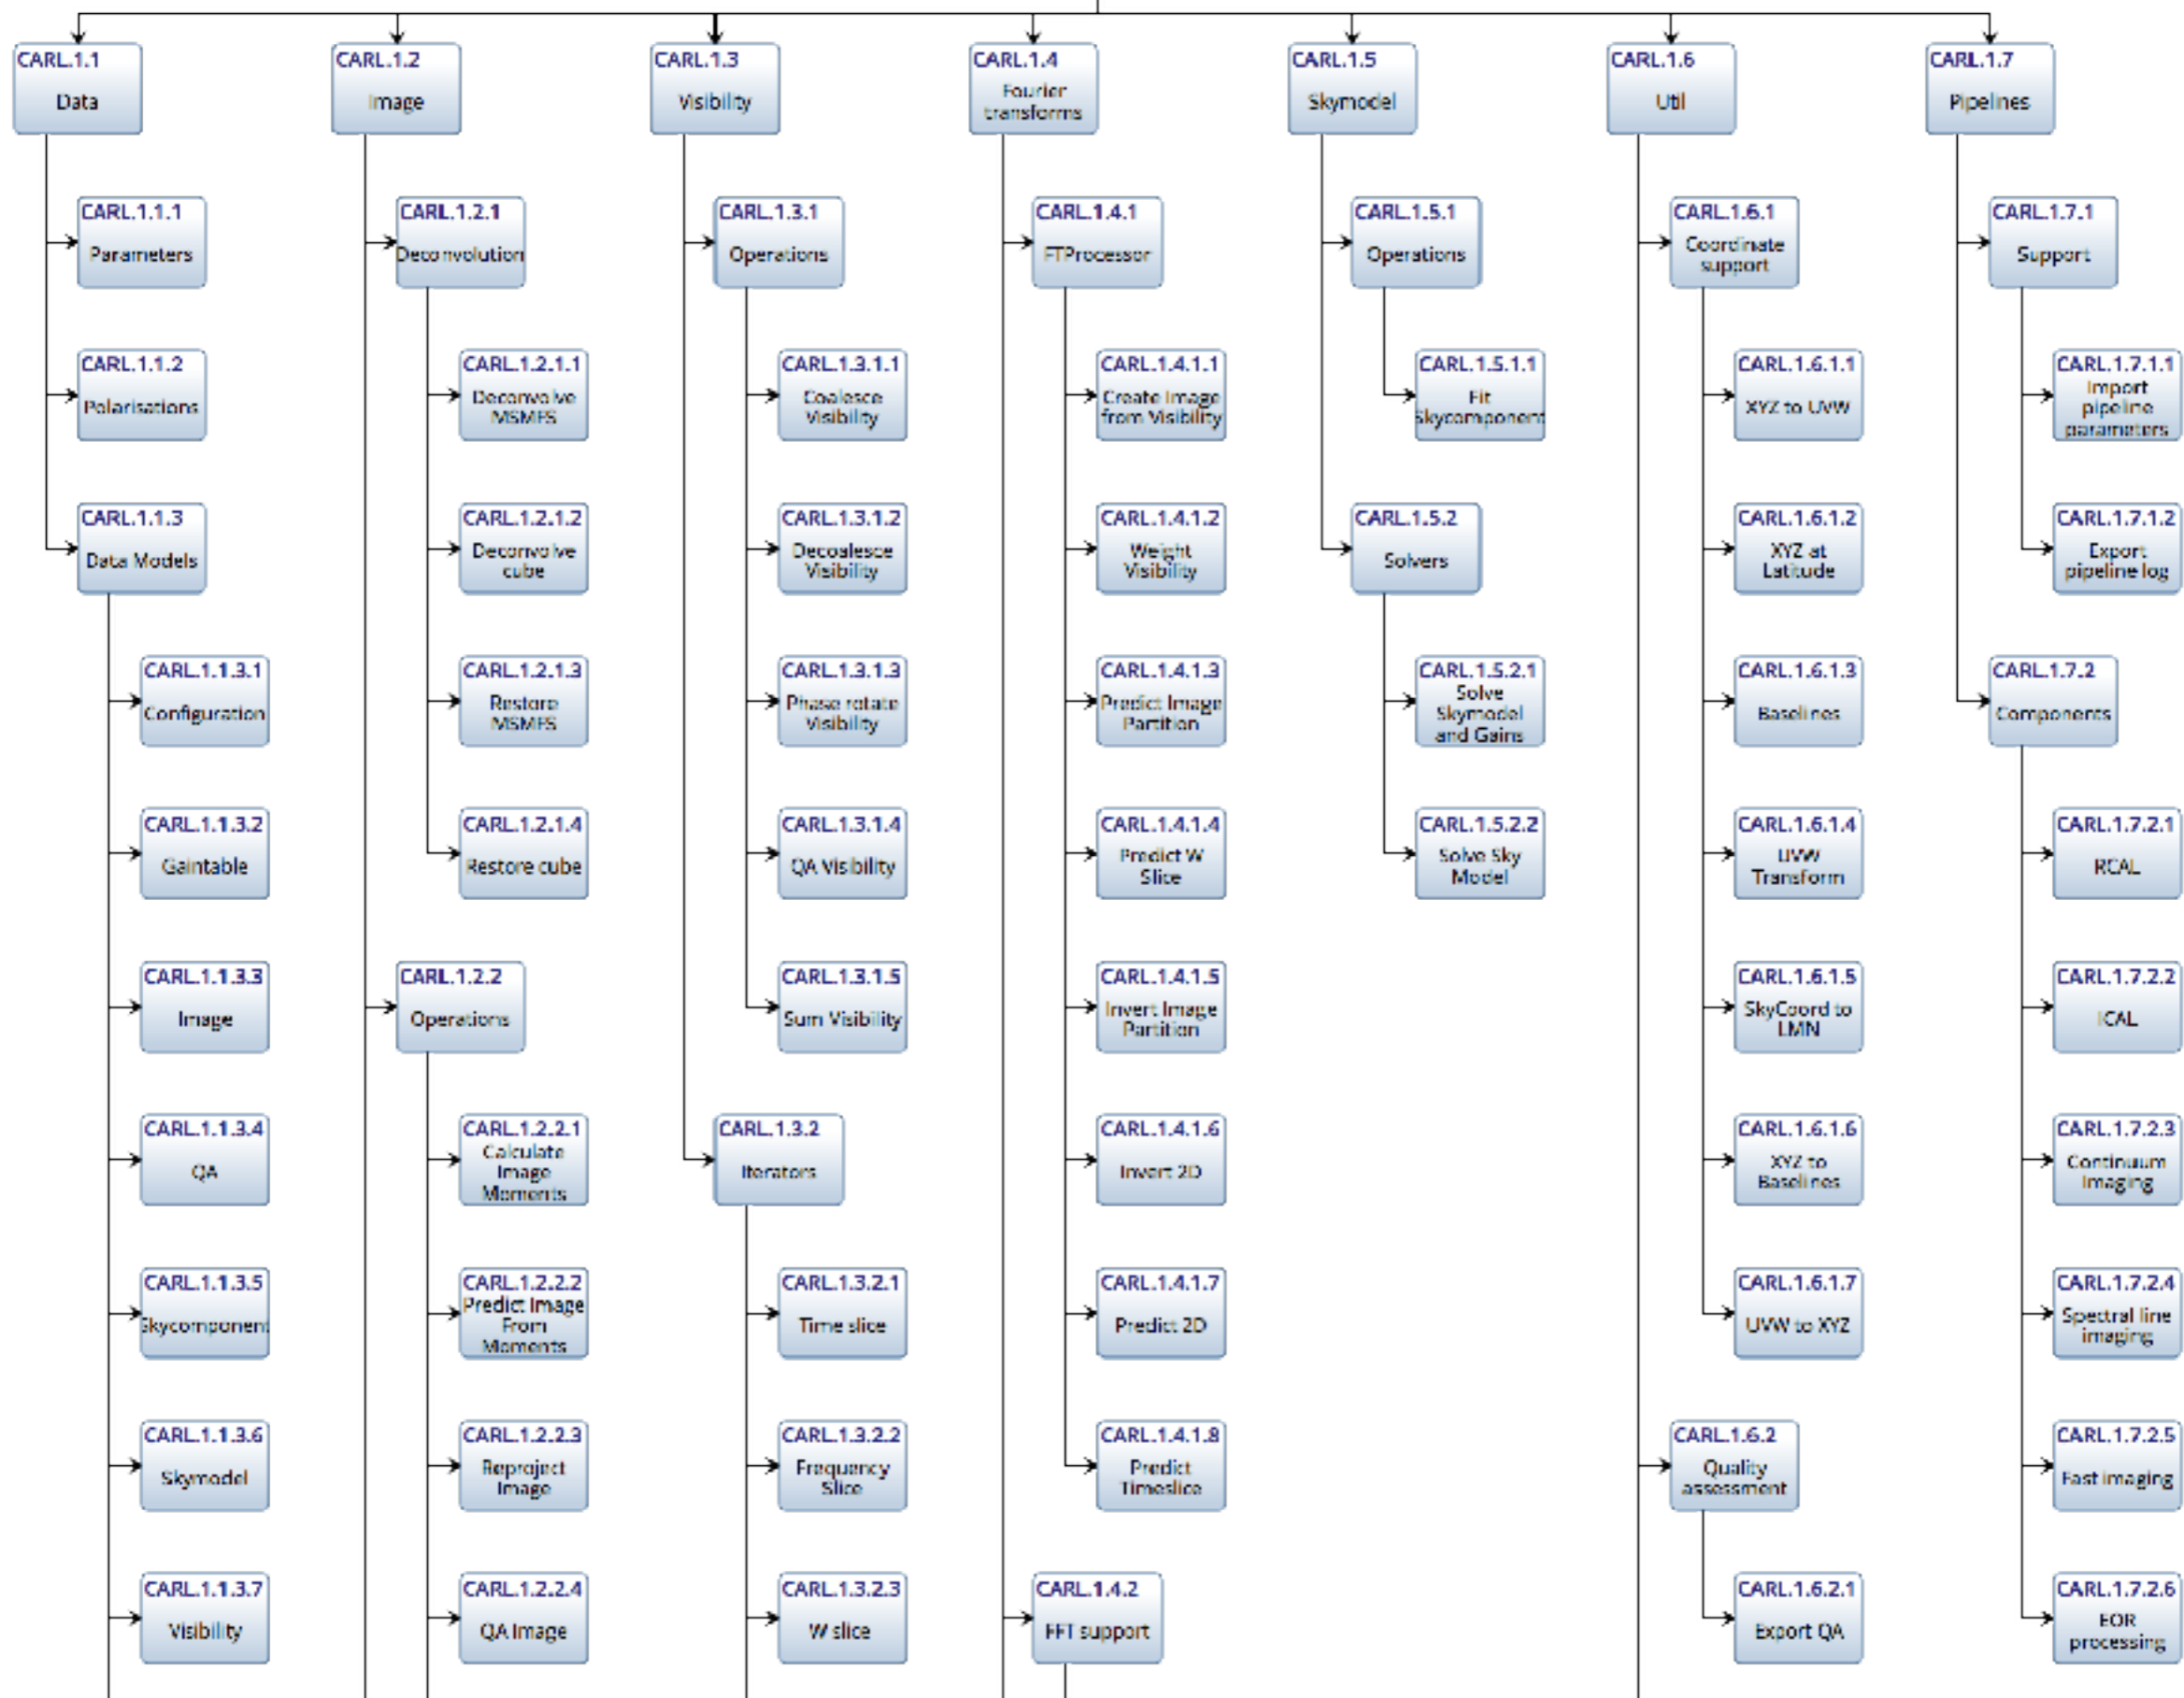 CARL.1.1
Data
CARL.1.1.1
Parameters
CARL.1.1.2
Polarisations
CARL.1.1.3
Data Models
CARL.1.1.3.1
Configuration
CARL.1.1.3.2
Gaintable
CARL.1.1.3.3
Image
CARL.1.1.3.4
QA
CARL.1.1.3.5
Skycomponent
CARL.1.1.3.6
Skymodel
CARL.1.1.3.7
Visibility
CARL.1.2
Image
CARL.1.2.1
Deconvolution
CARL.1.2.1.1
Deconvolve
MSMFS
CARL.1.2.1.2
Deconvolve
cube
CARL.1.2.1.3
Restore
MSMFS
CARL.1.2.1.4
Restore cube
CARL.1.2.2
Operations
CARL.1.2.2.1
Calculate
Image
Moments
CARL.1.2.2.2
Predict Image
From
Moments
CARL.1.2.2.3
Reproject
Image
CARL.1.2.2.4
QA Image
CARL.1.3
Visibility
CARL.1.3.1
Operations
CARL.1.3.1.1
Coalesce
Visibility
CARL.1.3.1.2
Decoalesce
Visibility
CARL.1.3.1.3
Phase rotate
Visibility
CARL.1.3.1.4
QA Visibility
CARL.1.3.1.5
Sum Visibility
CARL.1.3.2
Iterators
CARL.1.3.2.1
Time slice
CARL.1.3.2.2
Frequency
Slice
CARL.1.3.2.3
W slice
CARL.1.4
Fourier
transforms
CARL.1.4.1
FTProcessor
CARL.1.4.1.1
Create Image
from Visibility
CARL.1.4.1.2
Weight
Visibility
CARL.1.4.1.3
Predict Image
Partition
CARL.1.4.1.4
Predict W
Slice
CARL.1.4.1.5
Invert Image
Partition
CARL.1.4.1.6
Invert 2D
CARL.1.4.1.7
Predict 2D
CARL.1.4.1.8
Predict
Timeslice
CARL.1.4.2
FFT support
CARL.1.5
Skymodel
CARL.1.5.1
Operations
CARL.1.5.1.1
Fit
Skycomponent
CARL.1.5.2
Solvers
CARL.1.5.2.1
Solve
Skymodel
and Gains
CARL.1.5.2.2
Solve Sky
Model
CARL.1.6
Util
CARL.1.6.1
Coordinate
support
CARL.1.6.1.1
XYZ to UVW
CARL.1.6.1.2
XYZ at
Latitude
CARL.1.6.1.3
Baselines
CARL.1.6.1.4
UVW
Transform
CARL.1.6.1.5
SkyCoord to
LMN
CARL.1.6.1.6
XYZ to
Baselines
CARL.1.6.1.7
UVW to XYZ
CARL.1.6.2
Quality
assessment
CARL.1.6.2.1
Export QA
CARL.1.7
Pipelines
CARL.1.7.1
Support
CARL.1.7.1.1
Import
pipeline
parameters
CARL.1.7.1.2
Export
pipeline log
CARL.1.7.2
Components
CARL.1.7.2.1
RCAL
CARL.1.7.2.2
ICAL
CARL.1.7.2.3
Continuum
Imaging
CARL.1.7.2.4
Spectral line
imaging
CARL.1.7.2.5
Fast imaging
CARL.1.7.2.6
EOR
processing